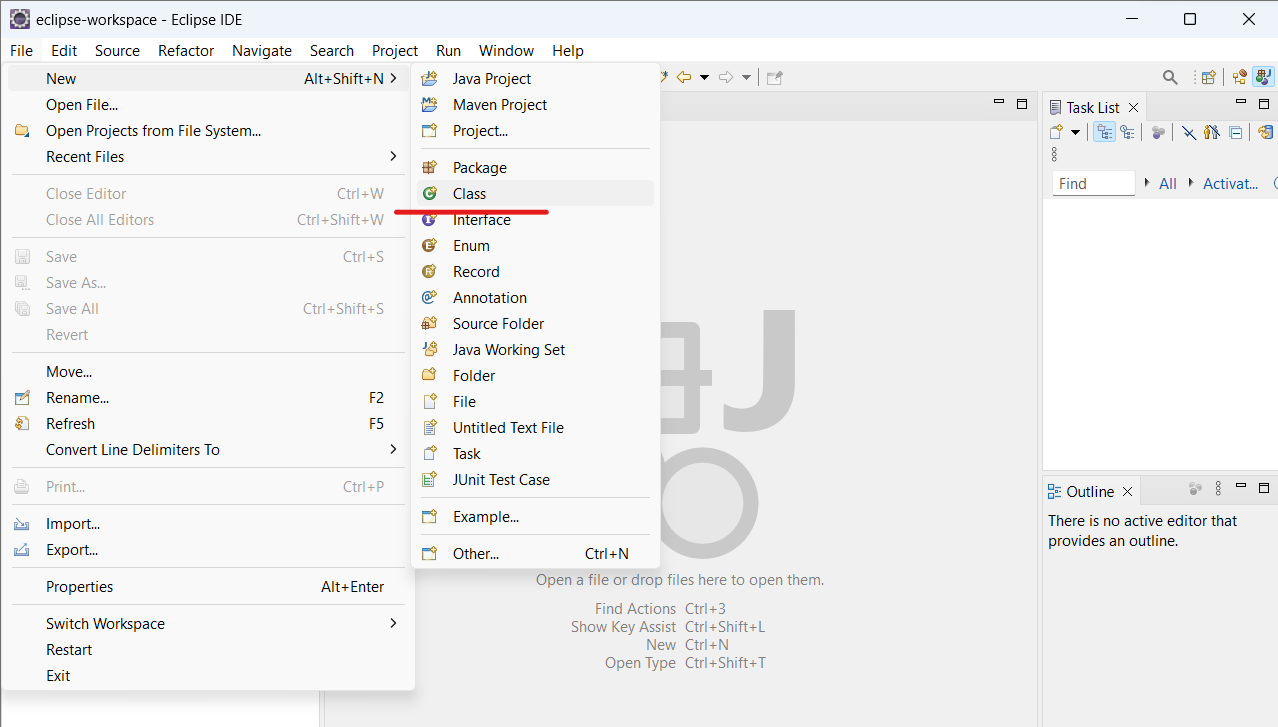 eclipse-workspace - Eclipse IDE
File Edit Source Refactor Navigate Search Project Run Window Help
New Alt+Shift+N
Open File...
Open Projects from File System...
Recent Files
Close Editor Ctrl+W
Close All Editors Ctrl+Shift+W
Save Ctrl+S
Save As...
Save All Ctrl+Shift+S
Revert
Move...
Rename... F2
Refresh F5
Convert Line Delimiters To
Print... Ctrl+P
Import...
Export...
Properties Alt+Enter
Switch Workspace
Restart
Exit
Java Project
Maven Project
Project...
Package
Class
Interface
Enum
Record
Annotation
Source Folder
Java Working Set
Folder
File
Untitled Text File
Task
JUnit Test Case
Example...
Other... Ctrl+N
Open a file or drop files here to open them.
Find Actions Ctrl+3
Show Key Assist Ctrl+Shift+L
New Ctrl+N
Open Type Ctrl+Shift+T
Task List
Find All Activat...
Outline
There is no active editor that
provides an outline.